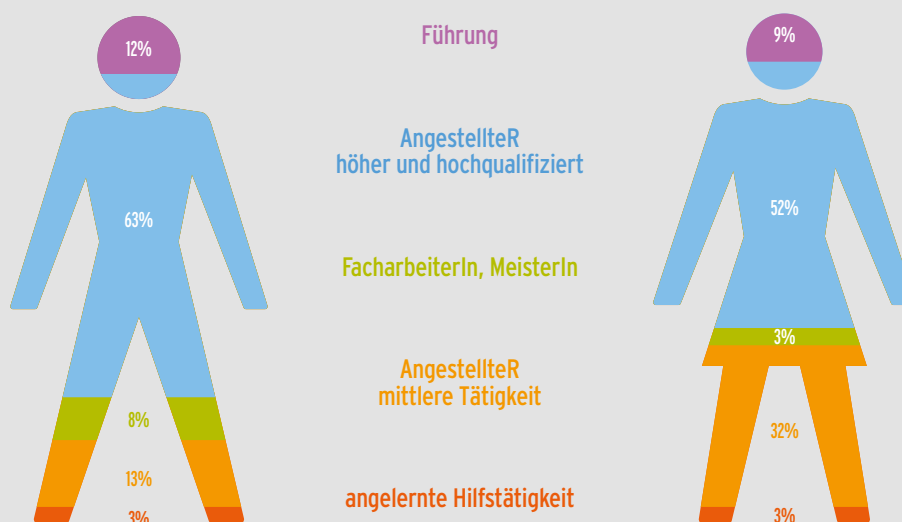 12%
Führung
9%
AngestellteR
höher und hochqualifiziert
63%
52%
FacharbeiterIn, MeisterIn
3%
AngestellteR
mittlere Tätigkeit
8%
32%
13%
angelernte Hilfstätigkeit
3%
3%